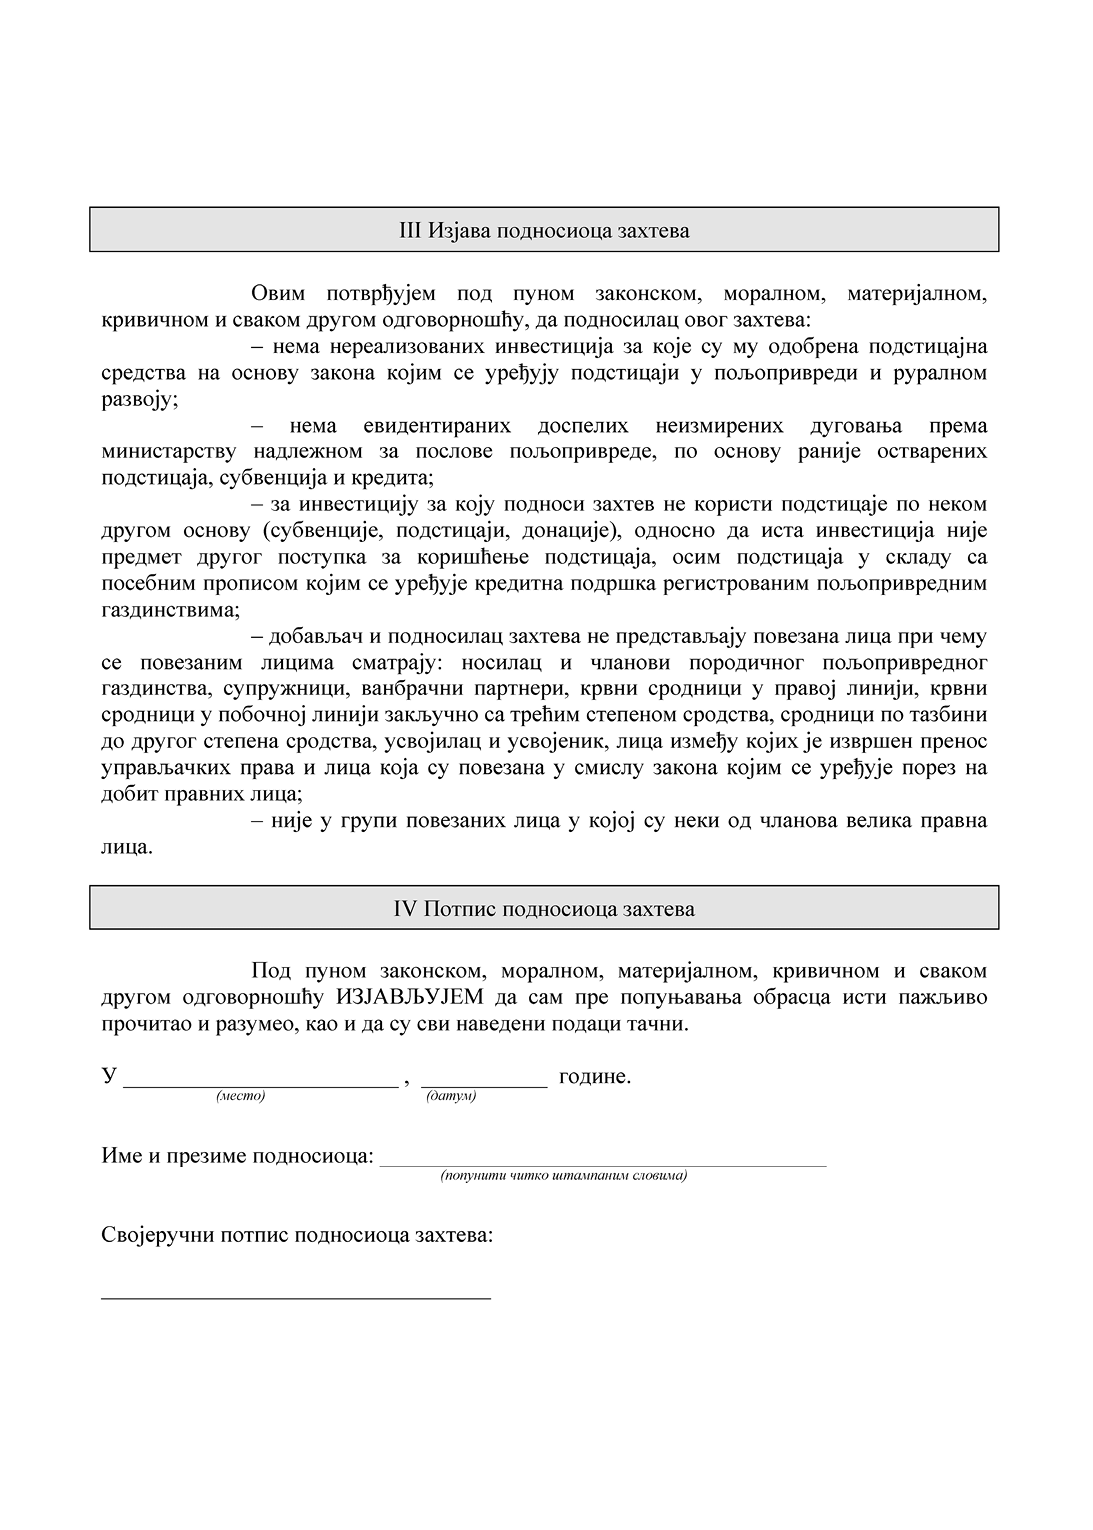 III Изјава подносиоца захтева
Овим потврђујем под пуном законском, моралном, материјалном,
кривичном и сваком другом одговорношћу, да подносилац овог захтева:
– нема нереализованих инвестиција за које су му одобрена подстицајна
средства на основу закона којим се уређују подстицаји у пољопривреди и руралном
развоју;
– нема евидентираних доспелих неизмирених дуговања према
министарству надлежном за послове пољопривреде, по основу раније остварених
подстицаја, субвенција и кредита;
– за инвестицију за коју подноси захтев не користи подстицаје по неком
другом основу (субвенције, подстицаји, донације), односно да иста инвестиција није
предмет другог поступка за коришћење подстицаја, осим подстицаја у складу са
посебним прописом којим се уређује кредитна подршка регистрованим пољопривредним
газдинствима;
– добављач и подносилац захтева не представљају повезана лица при чему
се повезаним лицима сматрају: носилац и чланови породичног пољопривредног
газдинства, супружници, ванбрачни партнери, крвни сродници у правој линији, крвни
сродници у побочној линији закључно са трећим степеном сродства, сродници по тазбини
до другог степена сродства, усвојилац и усвојеник, лица између којих је извршен пренос
управљачких права и лица која су повезана у смислу закона којим се уређује порез на
добит правних лица;
– није у групи повезаних лица у којој су неки од чланова велика правна
лица.
IV Потпис подносиоца захтева
Под пуном законском, моралном, материјалном, кривичном и сваком
другом одговорношћу ИЗЈАВЉУЈЕМ да сам пре попуњавања обрасца исти пажљиво
прочитао и разумео, као и да су сви наведени подаци тачни.
У ________________________ , ___________ године.
(место) (датум)
Име и презиме подносиоца: _______________________________________
(попунити читко штампаним словима)
Својеручни потпис подносиоца захтева:
__________________________________